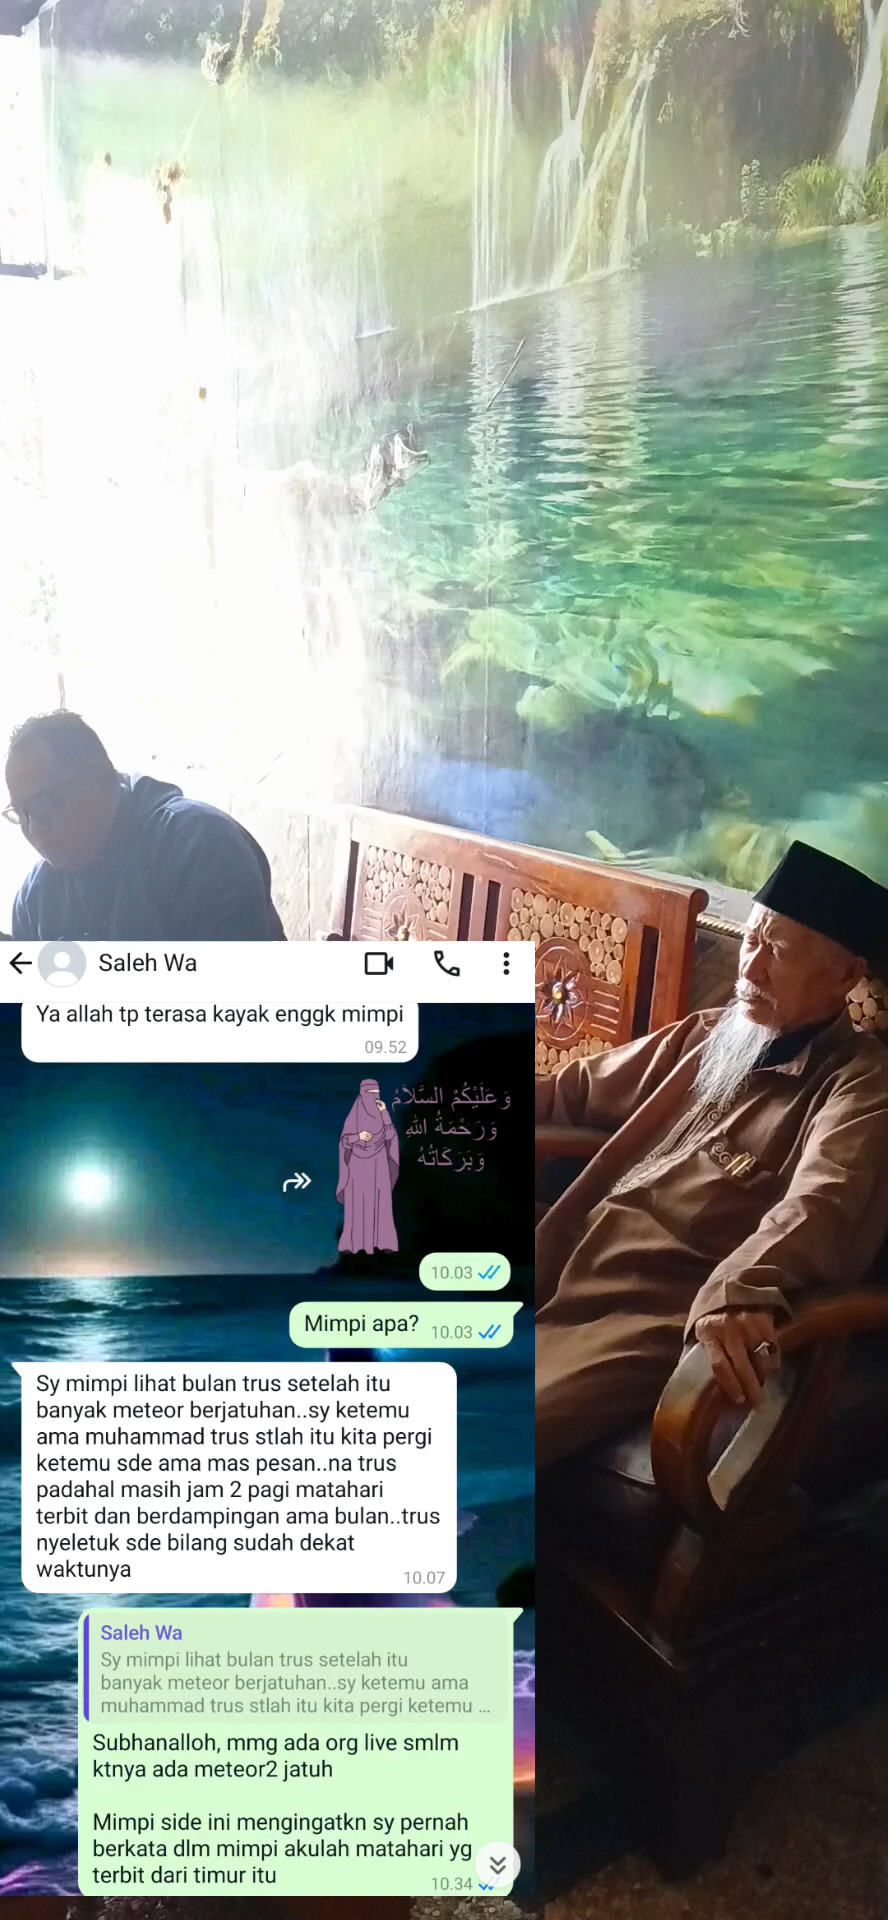 Saleh Wa
Ya allah tp terasa kayak enggk mimpi
09.52
وَعَلَيْكُمْ السَّلاَمُ
وَرَحْمَةُ اللهِ
وَبَرَكَاتُهُ
10.03
Mimpi apa?
10.03
Sy mimpi lihat bulan trus setelah itu
banyak meteor berjatuhan..sy ketemu
ama muhammad trus stlah itu kita pergi
ketemu sde ama mas pesan..na trus
padahal masih jam 2 pagi matahari
terbit dan berdampingan ama bulan..trus
nyeletuk sde bilang sudah dekat
waktunya
10.07
Saleh Wa
Sy mimpi lihat bulan trus setelah itu
banyak meteor berjatuhan..sy ketemu ama
muhammad trus stlah itu kita pergi ketemu ...
Subhanalloh, mmg ada org live smlm
ktnya ada meteor2 jatuh
Mimpi side ini mengingatkn sy pernah
berkata dlm mimpi akulah matahari yg
terbit dari timur itu
10.34